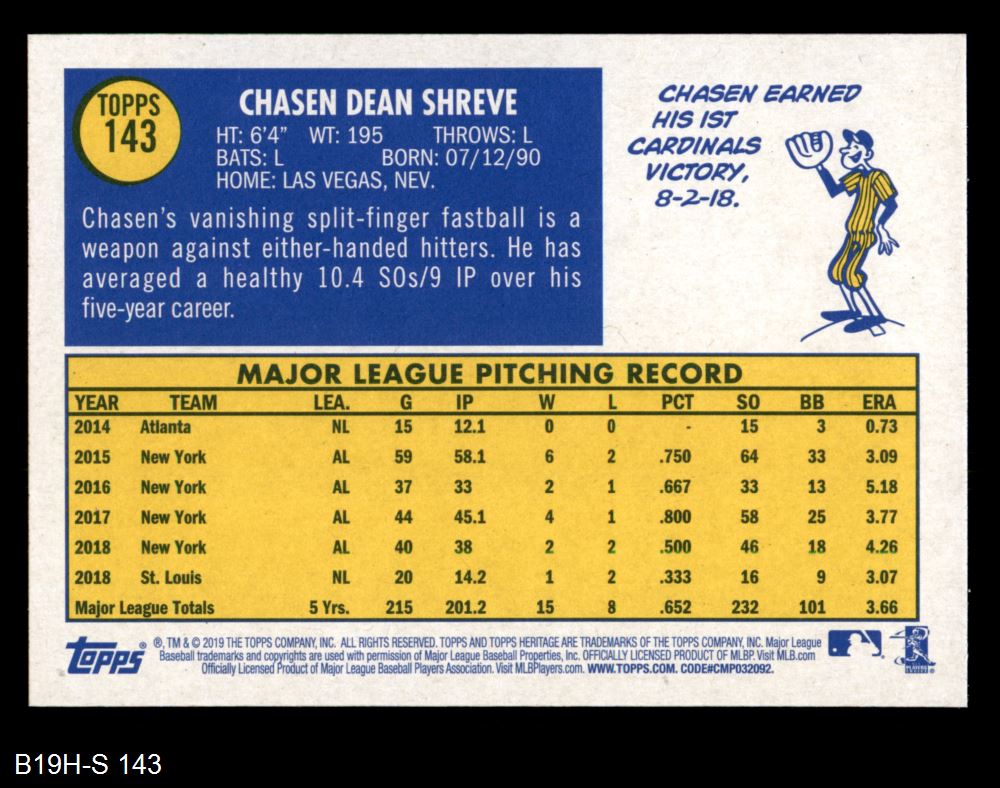 TOPPS
143
CHASEN DEAN SHREVE
HT: 6'4" WT: 195 THROWS: L
BATS: L BORN: 07/12/90
HOME: LAS VEGAS, NEV.
Chasen's vanishing split-finger fastball is a
weapon against either-handed hitters. He has
averaged a healthy 10.4 SOs/9 IP over his
five-year career.
CHASEN EARNED
HIS 1ST
CARDINALS
VICTORY,
8-2-18.
MAJOR LEAGUE PITCHING RECORD
YEAR TEAM LEA. G IP W L PCT SO BB ERA
2014 Atlanta NL 15 12.1 0 0 - 15 3 0.73
2015 New York AL 59 58.1 6 2 .750 64 33 3.09
2016 New York AL 37 33 2 1 .667 33 13 5.18
2017 New York AL 44 45.1 4 1 .800 58 25 3.77
2018 New York AL 40 38 2 2 .500 46 18 4.26
2018 St. Louis NL 20 14.2 1 2 .333 16 9 3.07
Major League Totals 5 Yrs. 215 201.2 15 8 .652 232 101 3.66
Topps® ®, TM & © 2019 THE TOPPS COMPANY, INC. ALL RIGHTS RESERVED. TOPPS AND TOPPS HERITAGE ARE TRADEMARKS OF THE TOPPS COMPANY, INC. Major League
Baseball trademarks and copyrights are used with permission of Major League Baseball Properties, Inc. OFFICIALLY LICENSED PRODUCT OF MLBP. Visit MLB.com
Officially Licensed Product of Major League Baseball Players Association. Visit MLBPlayers.com. WWW.TOPPS.COM. CODE#CMP032092.
B19H-S 143